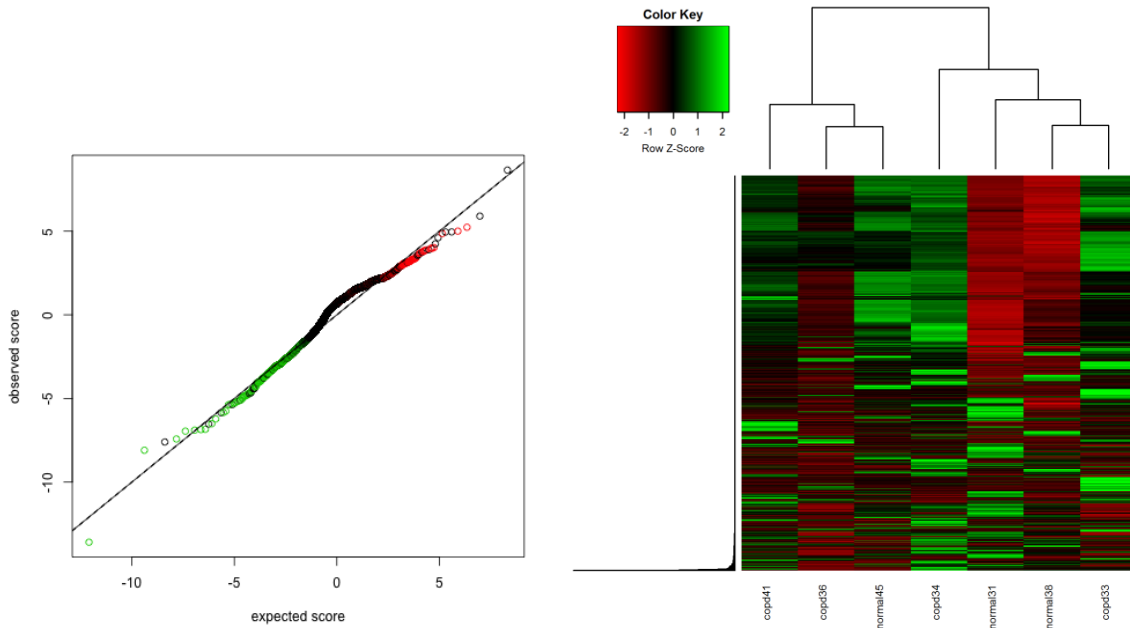 Color Key
-2 -1 0 1 2
Row Z-Score
5
0
-5
-10
observed score
-10 -5 0 5
expected score
copd41
copd36
normal45
copd34
normal31
normal38
copd33